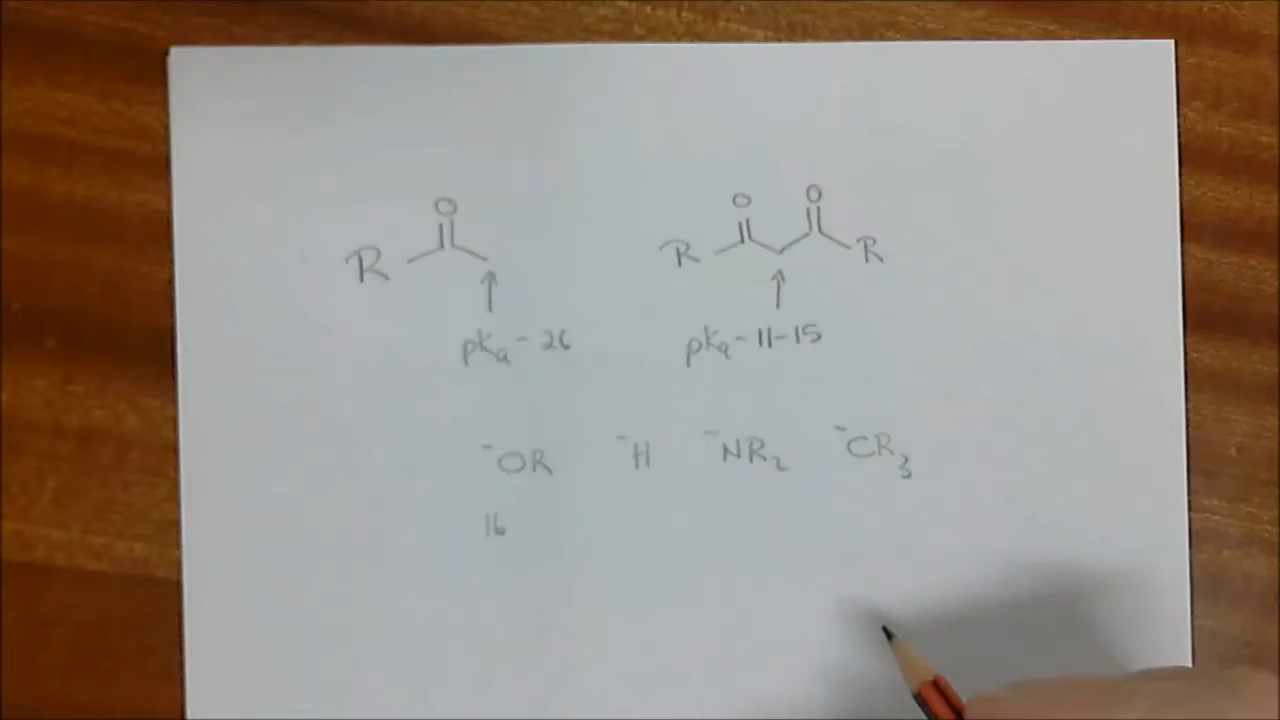 O O O
R R R
pKa - 26 pKa - 11-15
⁻OR ⁻H ⁻NR₂ ⁻CR₃
16